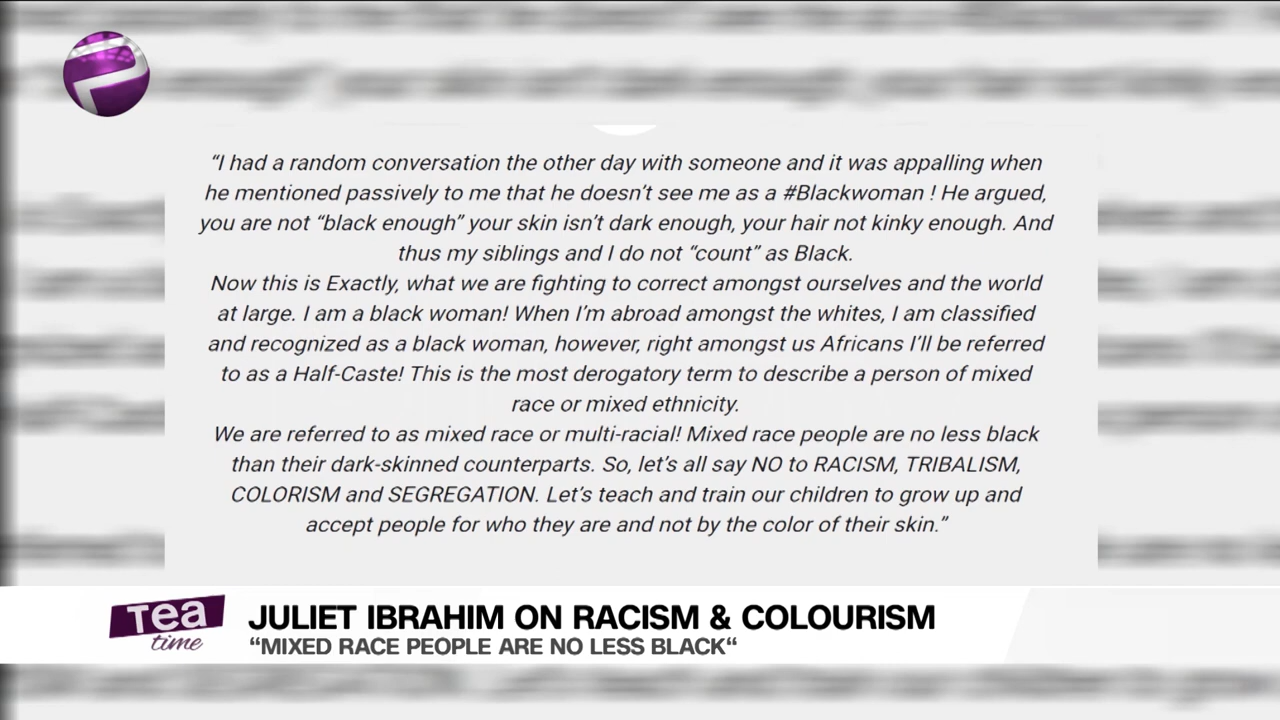 “I had a random conversation the other day with someone and it was appalling when
he mentioned passively to me that he doesn’t see me as a #Blackwoman ! He argued,
you are not “black enough” your skin isn’t dark enough, your hair not kinky enough. And
thus my siblings and I do not “count” as Black.
Now this is Exactly, what we are fighting to correct amongst ourselves and the world
at large. I am a black woman! When I’m abroad amongst the whites, I am classified
and recognized as a black woman, however, right amongst us Africans I’ll be referred
to as a Half-Caste! This is the most derogatory term to describe a person of mixed
race or mixed ethnicity.
We are referred to as mixed race or multi-racial! Mixed race people are no less black
than their dark-skinned counterparts. So, let’s all say NO to RACISM, TRIBALISM,
COLORISM and SEGREGATION. Let’s teach and train our children to grow up and
accept people for who they are and not by the color of their skin.”
Tea
time
JULIET IBRAHIM ON RACISM & COLOURISM
“MIXED RACE PEOPLE ARE NO LESS BLACK“